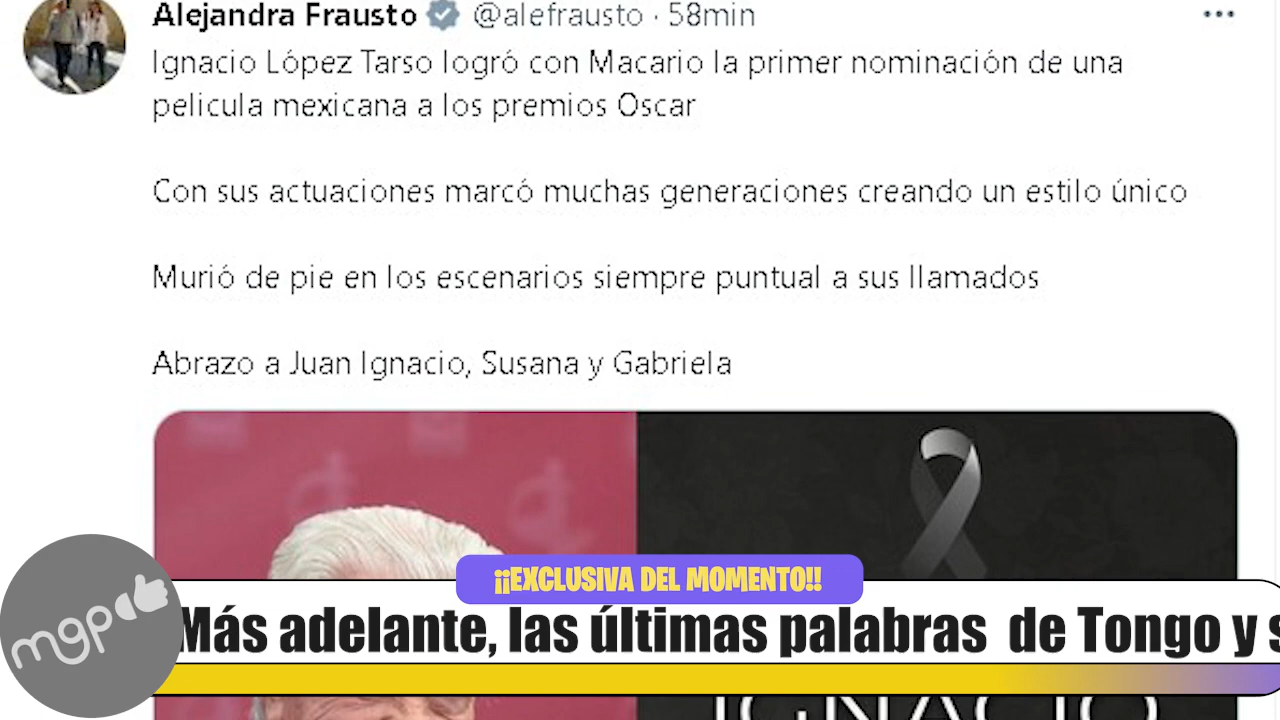 Alejandra Frausto @alefrausto · 58min
Ignacio López Tarso logró con Macario la primer nominación de una
pelicula mexicana a los premios Oscar
Con sus actuaciones marcó muchas generaciones creando un estilo único
Murió de pie en los escenarios siempre puntual a sus llamados
Abrazo a Juan Ignacio, Susana y Gabriela
¡¡EXCLUSIVA DEL MOMENTO!!
mgp
Más adelante, las últimas palabras de Tongo y s
IGNACIO